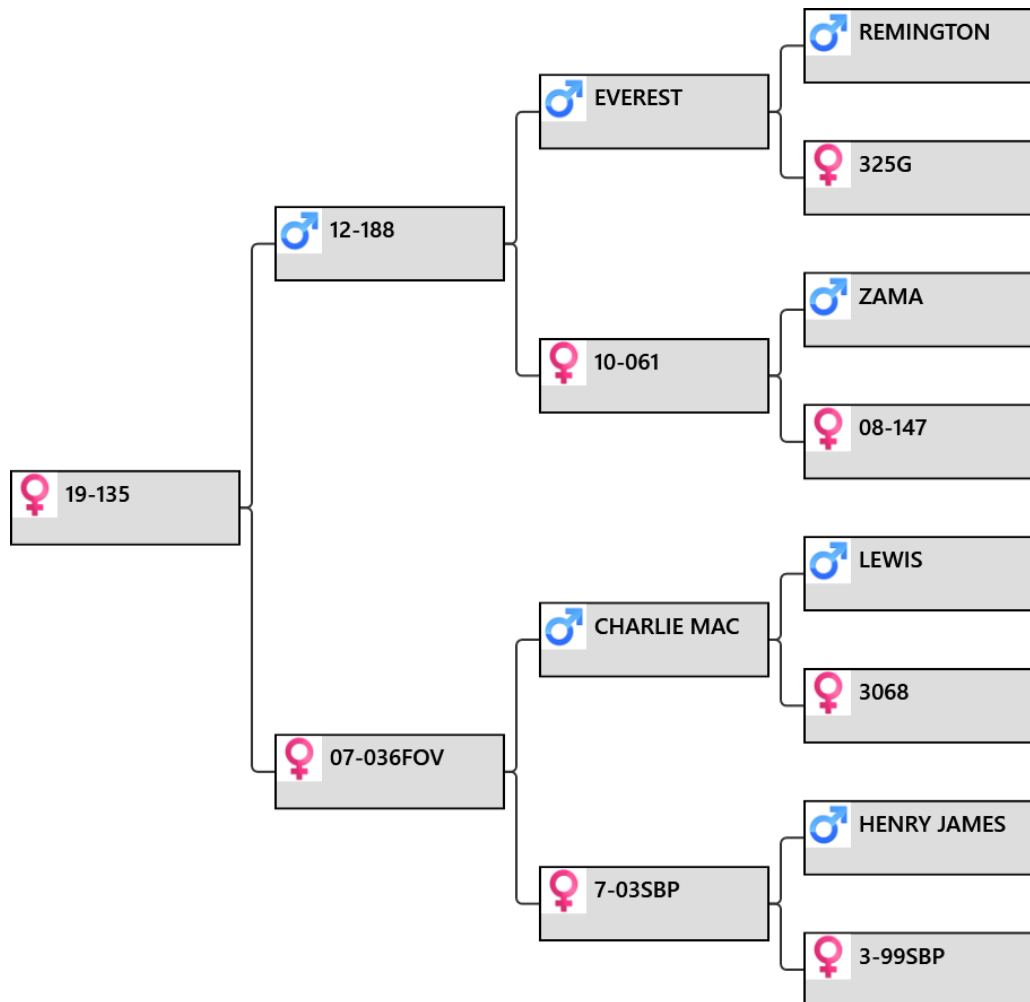 REMINGTON
EVEREST
325G
12-188
ZAMA
10-061
08-147
19-135
LEWIS
CHARLIE MAC
3068
07-036FOV
HENRY JAMES
7-03SBP
3-99SBP